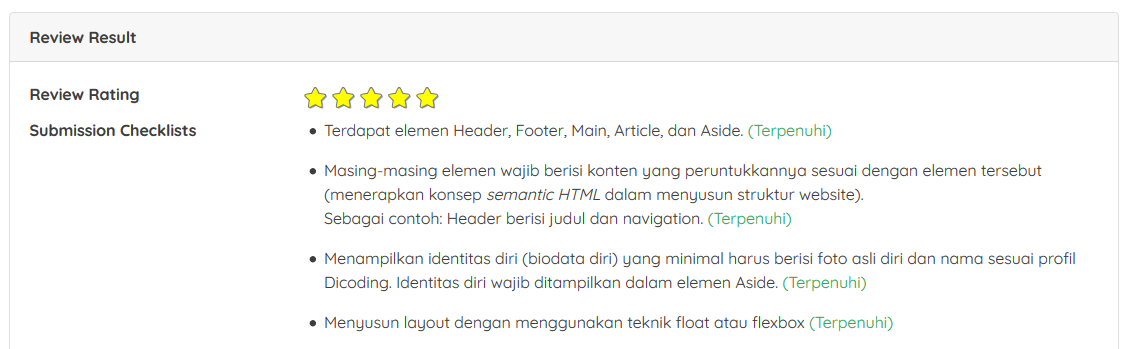 Review Result
Review Rating
Submission Checklists
• Terdapat elemen Header, Footer, Main, Article, dan Aside. (Terpenuhi)
• Masing-masing elemen wajib berisi konten yang peruntukkannya sesuai dengan elemen tersebut
(menerapkan konsep semantic HTML dalam menyusun struktur website).
Sebagai contoh: Header berisi judul dan navigation. (Terpenuhi)
• Menampilkan identitas diri (biodata diri) yang minimal harus berisi foto asli diri dan nama sesuai profil
Dicoding. Identitas diri wajib ditampilkan dalam elemen Aside. (Terpenuhi)
• Menyusun layout dengan menggunakan teknik float atau flexbox (Terpenuhi)